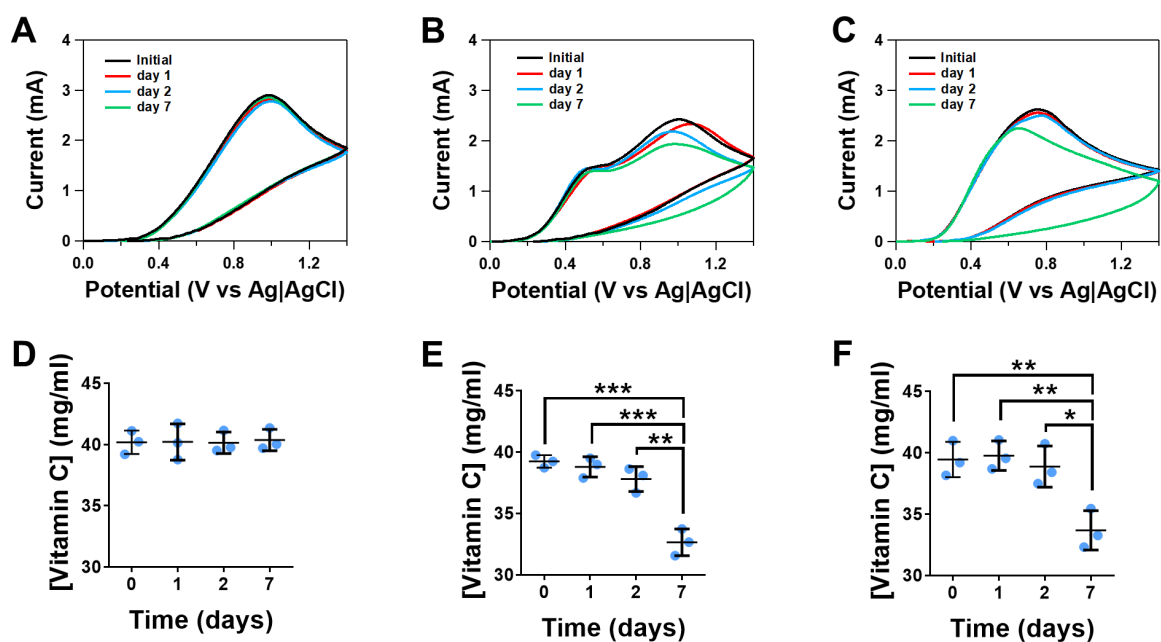 A
4
3
2
1
0
Current (mA)
Initial
day 1
day 2
day 7
0.0
0.4
0.8
1.2
Potential (V vs Ag|AgCl)
B
4
3
2
1
0
Current (mA)
Initial
day 1
day 2
day 7
0.0
0.4
0.8
1.2
Potential (V vs Ag|AgCl)
C
4
3
2
1
0
Current (mA)
Initial
day 1
day 2
day 7
0.0
0.4
0.8
1.2
Potential (V vs Ag|AgCl)
D
[Vitamin C] (mg/ml)
45
40
35
30
0
1
2
7
Time (days)
E
[Vitamin C] (mg/ml)
45
40
35
30
***
***
**
0
1
2
7
Time (days)
F
[Vitamin C] (mg/ml)
45
40
35
30
**
**
*
0
1
2
7
Time (days)